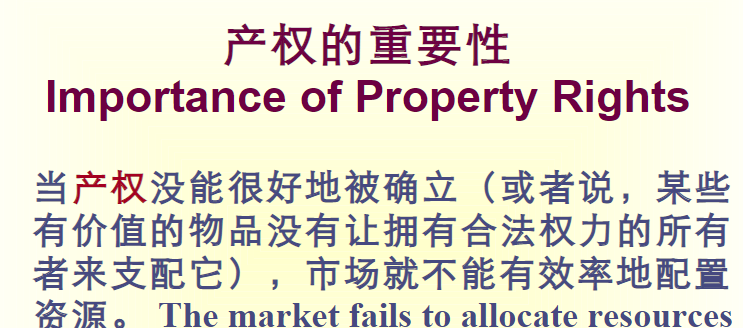 产权的重要性
Importance of Property Rights
当产权没能很好地被确立（或者说，某些
有价值的物品没有让拥有合法权力的所有
者来支配它），市场就不能有效率地配置
资源。 The market fails to allocate resources